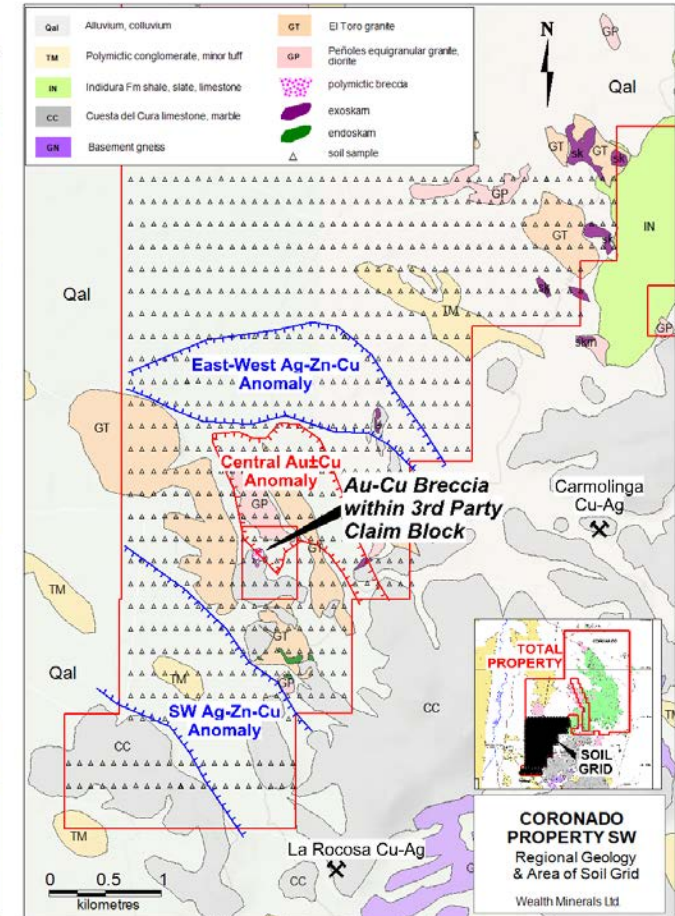 Qal Alluvium, colluvium
TM Polymictic conglomerate, minor tuff
IN Indidura Fm shale, slate, limestone
CC Cuesta del Cura limestone, marble
GN Basement gneiss
GT El Toro granite
GP Peñoles equigranular granite,
diorite
polymictic breccia
exoskarn
endoskarn
soil sample
N
GP
Qal
GT
sk
GT
sk
GP
GT
sk
IN
Qal
TM
sk
GP
skm
East-West Ag-Zn-Cu
Anomaly
GT
Central Au±Cu
Anomaly
Au-Cu Breccia
within 3rd Party
Claim Block
GP
Carmolinga
Cu-Ag
GT
TM
GT
Qal
TM
GP
SW Ag-Zn-Cu
Anomaly
CC
CC
TM
TOTAL
PROPERTY
SOIL
GRID
TM
CORONADO
PROPERTY SW
Regional Geology
& Area of Soil Grid
Wealth Minerals Ltd.
La Rocosa Cu-Ag
CC
0 0.5 1
kilometres